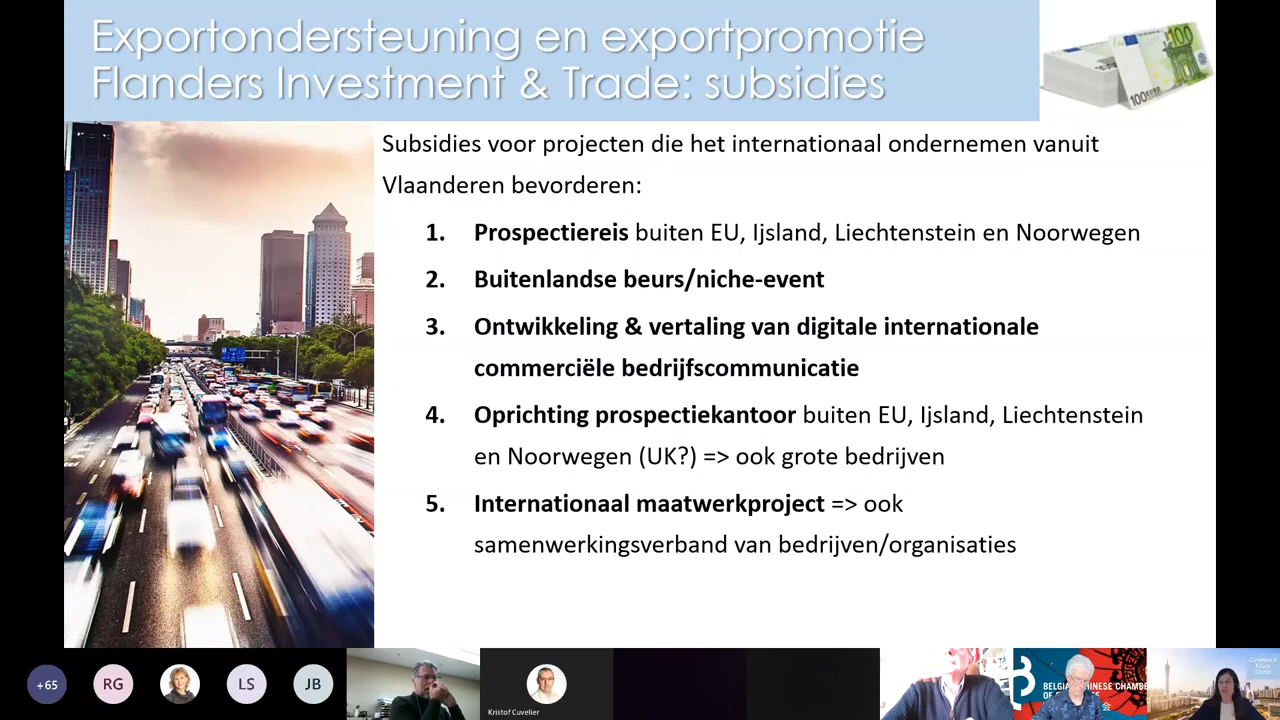 Exportondersteuning en exportpromotie
Flanders Investment & Trade: subsidies
100
100 EURO
Subsidies voor projecten die het internationaal ondernemen vanuit
Vlaanderen bevorderen:
1. Prospectiereis buiten EU, Ijsland, Liechtenstein en Noorwegen
2. Buitenlandse beurs/niche-event
3. Ontwikkeling & vertaling van digitale internationale
commerciële bedrijfscommunicatie
4. Oprichting prospectiekantoor buiten EU, Ijsland, Liechtenstein
en Noorwegen (UK?) => ook grote bedrijven
5. Internationaal maatwerkproject => ook
samenwerkingsverband van bedrijven/organisaties
+65
RG
LS
JB
Kristof Cuvelier